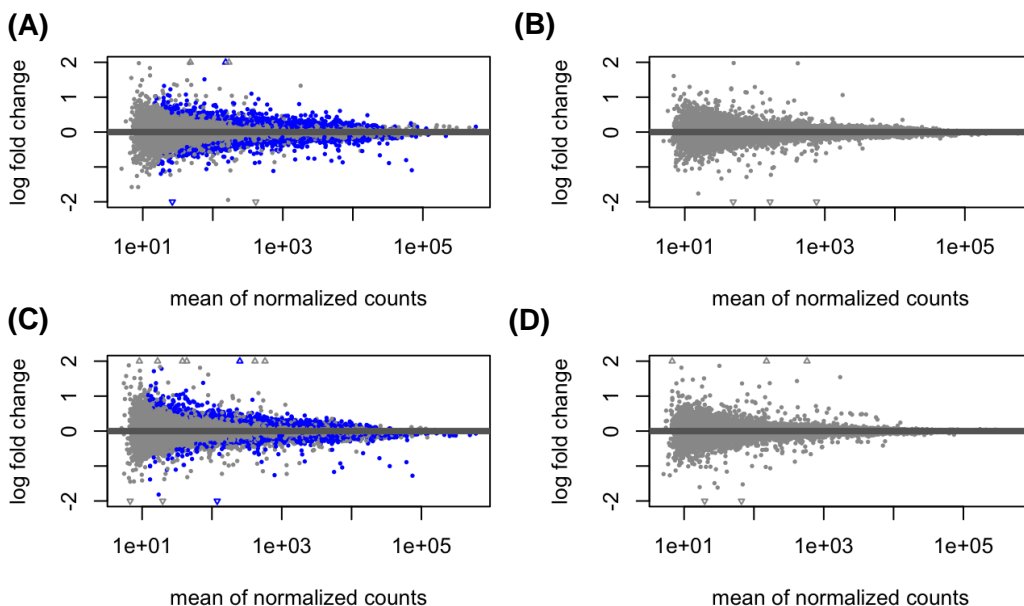 (A)
log fold change
2
1
0
-2
1e+01
1e+03
1e+05
mean of normalized counts
(B)
log fold change
2
1
0
-2
1e+01
1e+03
1e+05
mean of normalized counts
(C)
log fold change
2
1
0
-2
1e+01
1e+03
1e+05
mean of normalized counts
(D)
log fold change
2
1
0
-2
1e+01
1e+03
1e+05
mean of normalized counts